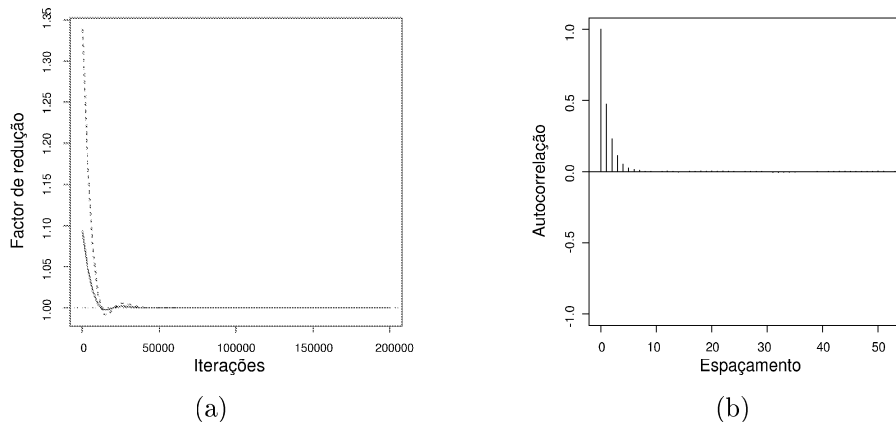 Factor de redução
1.35
1.30
1.25
1.20
1.15
1.10
1.05
1.00
0 50000 100000 150000 200000
Iterações
(a)
Autocorrelação
1.0
0.5
0.0
-0.5
-1.0
0 10 20 30 40 50
Espaçamento
(b)